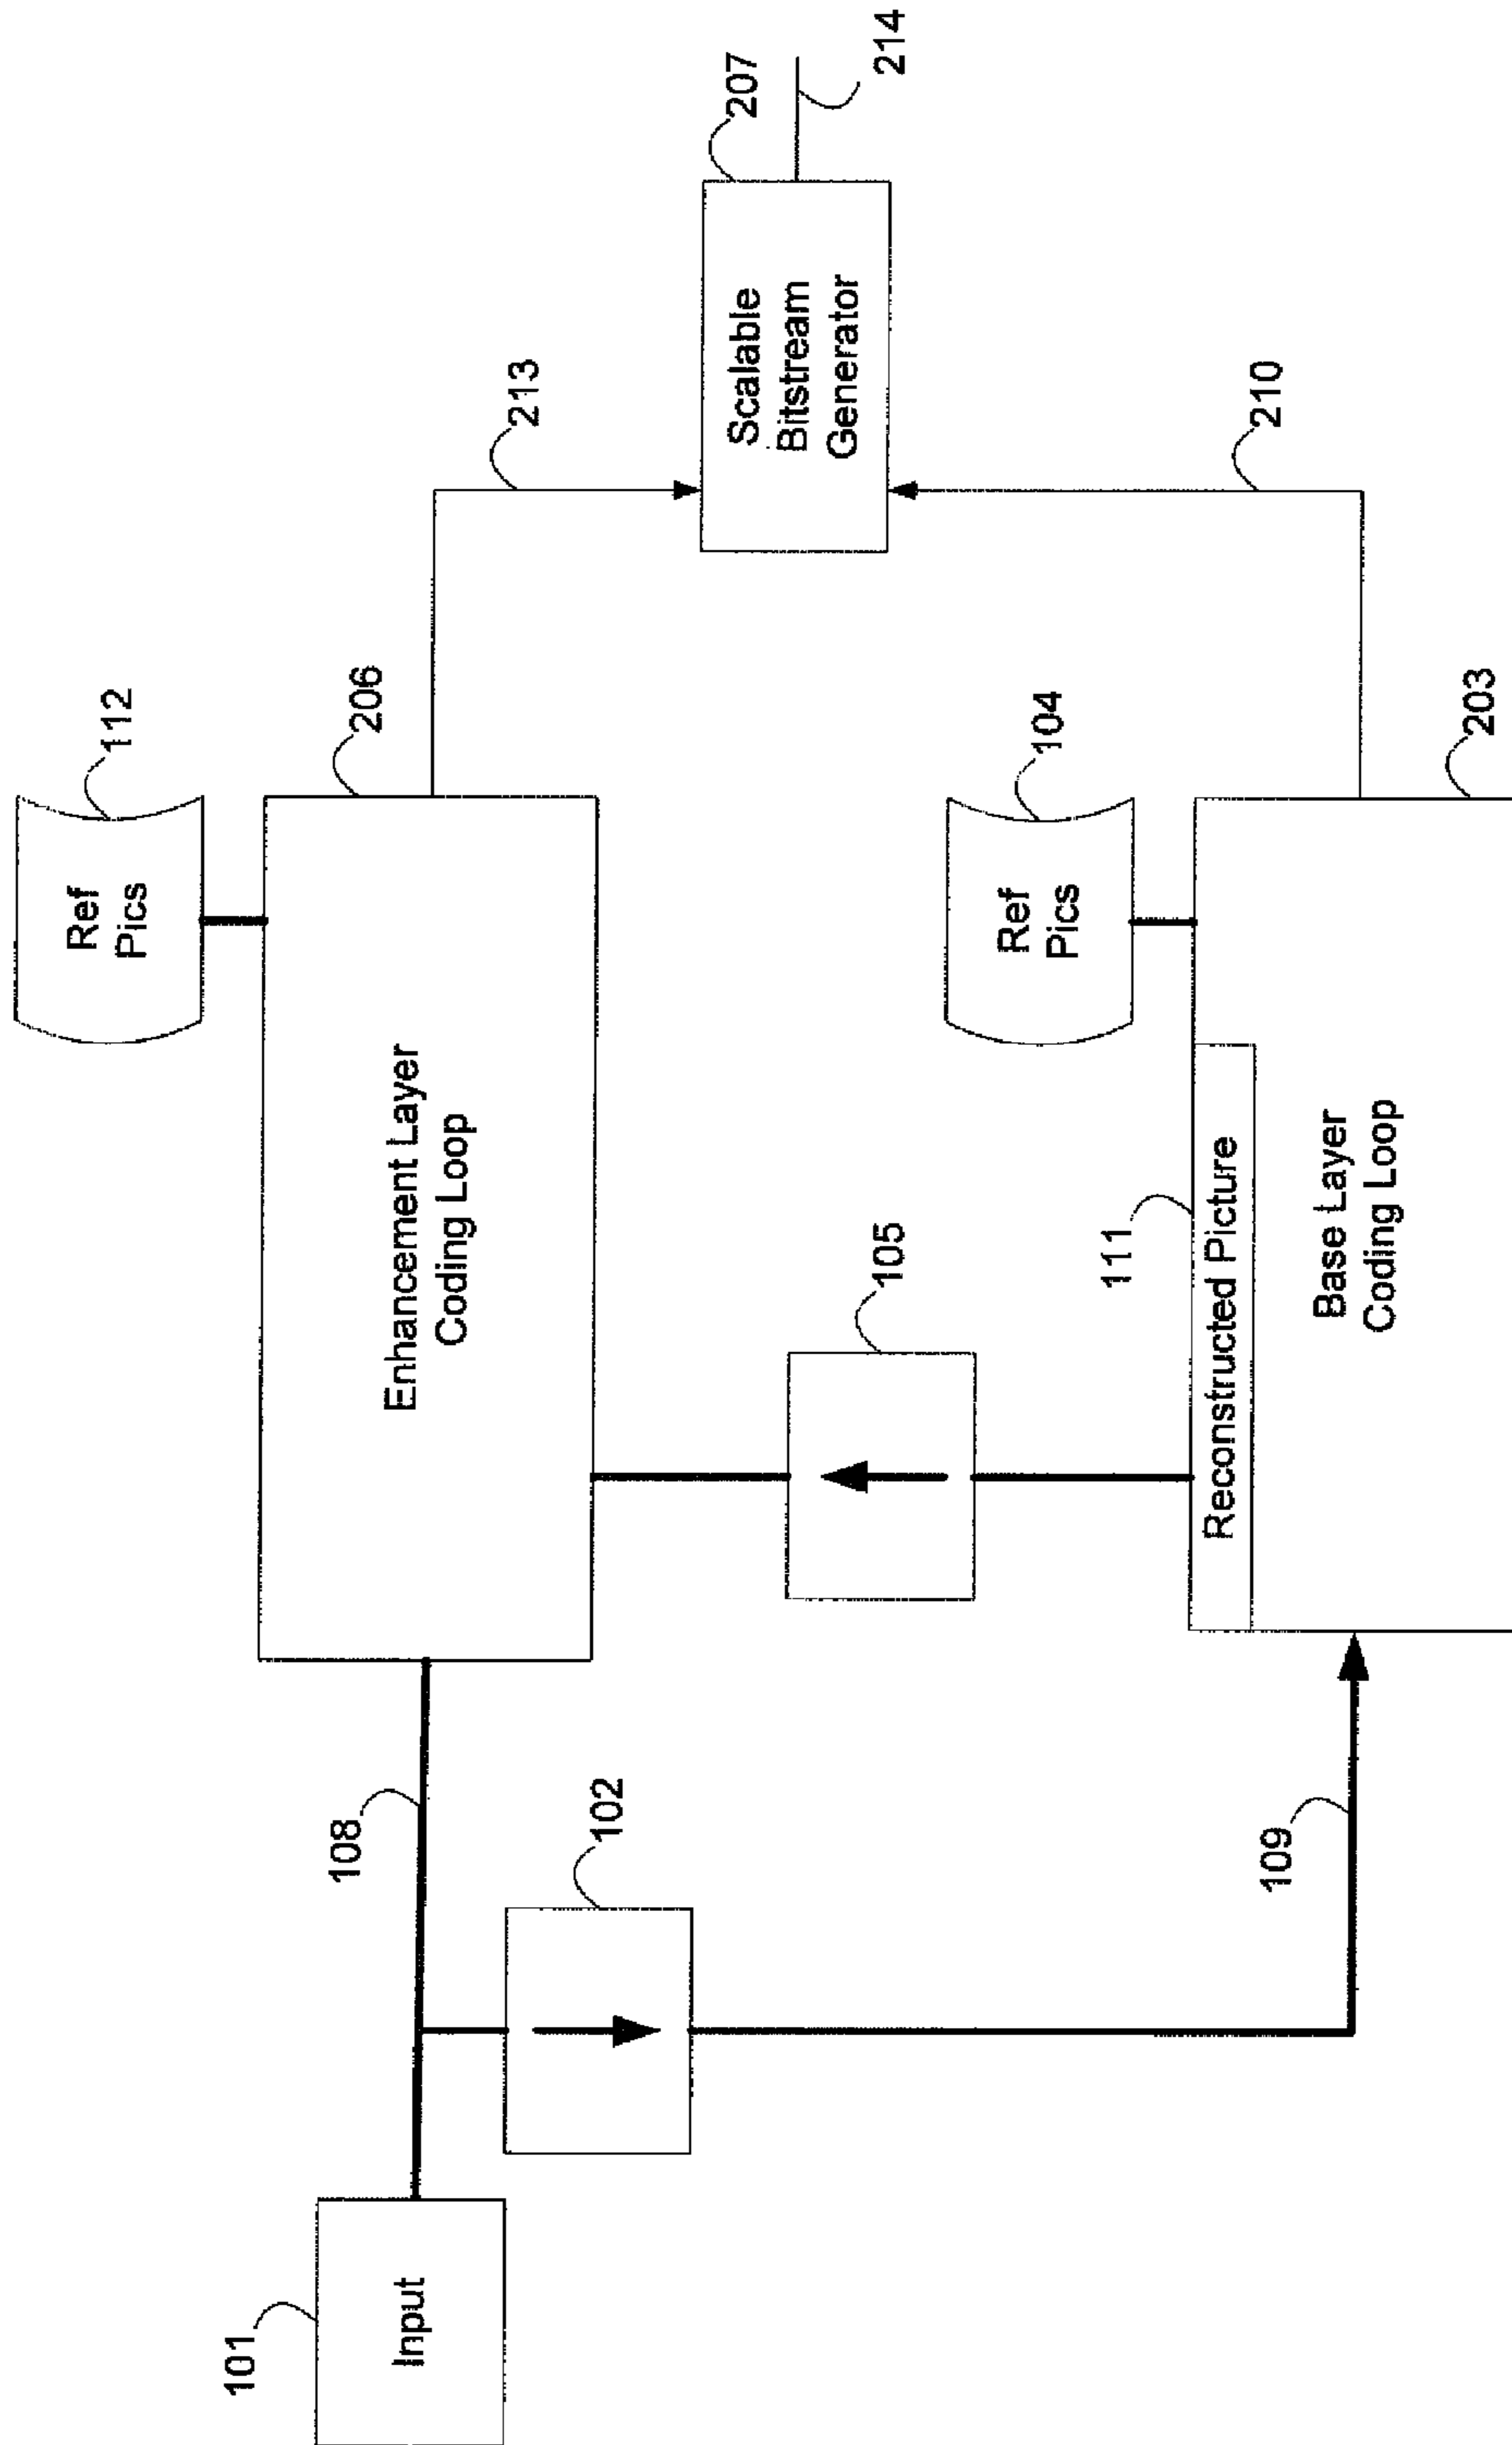 112
Ref
Pics
206
Enhancement Layer
Coding Loop
213
108
101
Input
102
105
207
Scalable
Bitstream
Generator
214
104
Ref
Pics
111
Reconstructed Picture
Base Layer
Coding Loop
109
210
203